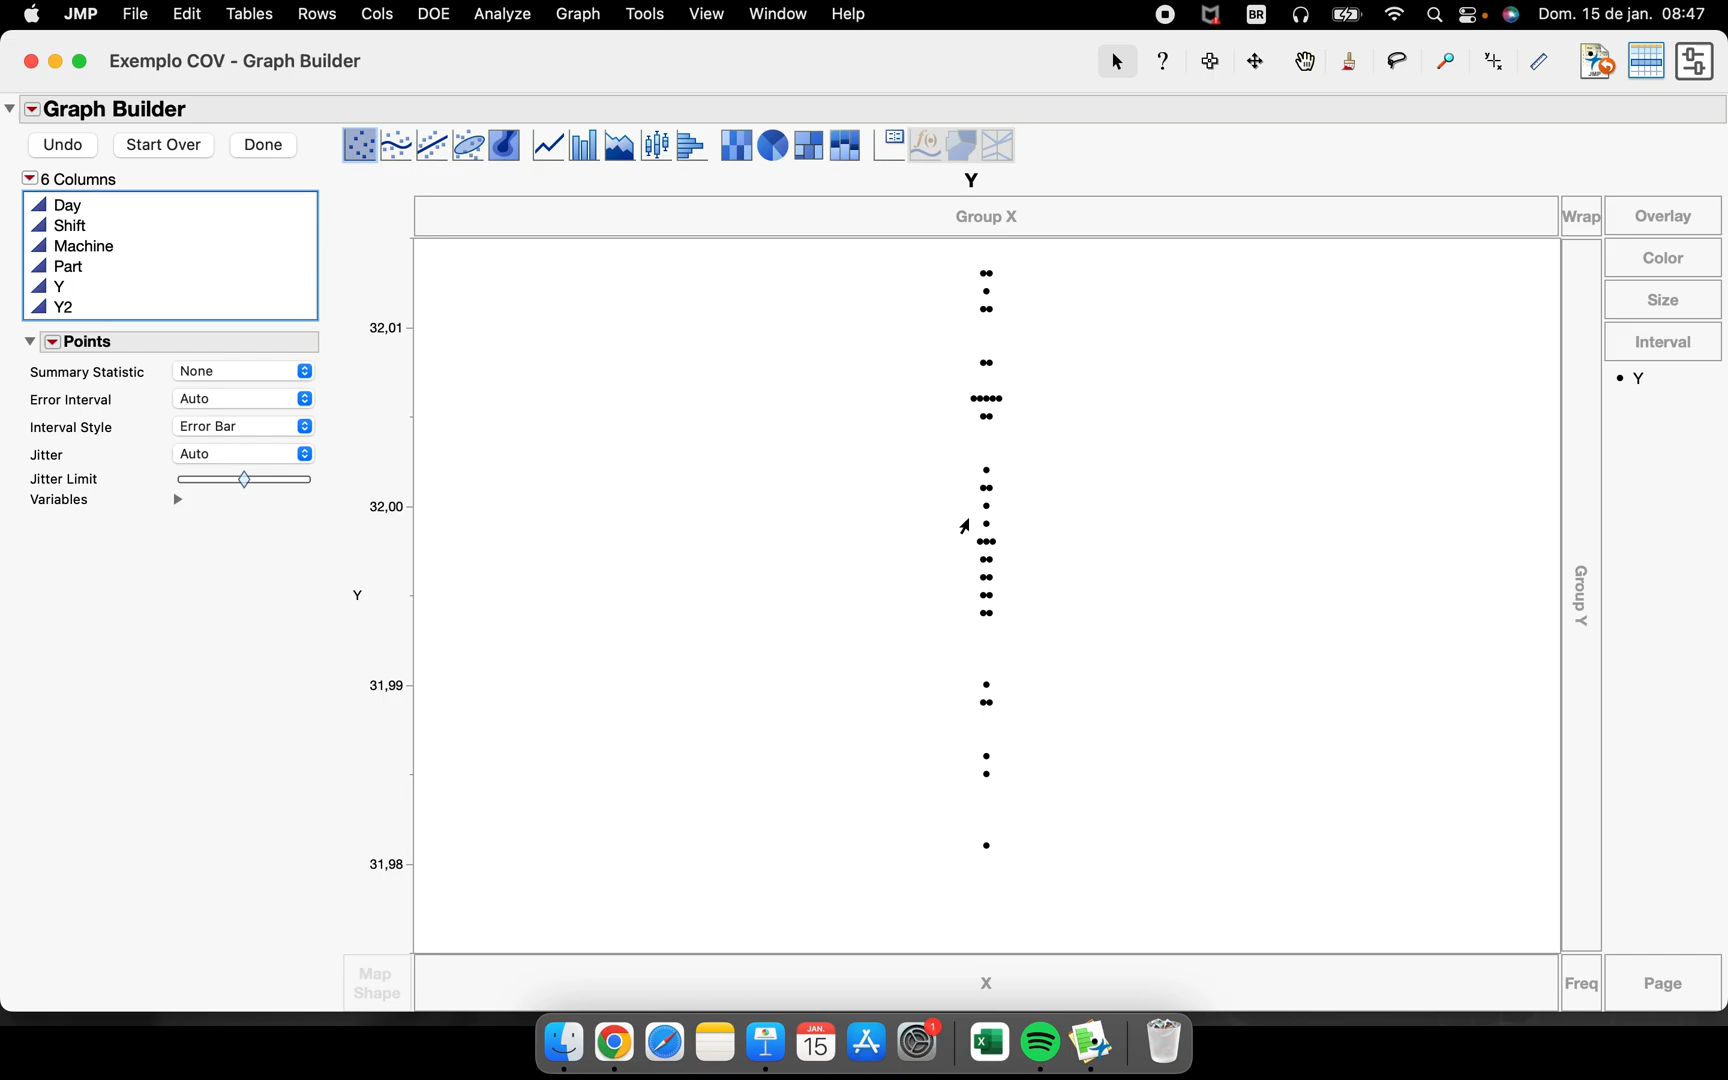 JMP File Edit Tables Rows Cols DOE Analyze Graph Tools View Window Help BR Dom. 15 de jan. 08:47
Exemplo COV - Graph Builder
?
JMP
Graph Builder
Undo Start Over Done
6 Columns
Day
Shift
Machine
Part
Y
Y2
Points
Summary Statistic None
Error Interval Auto
Interval Style Error Bar
Jitter Auto
Jitter Limit
Variables
Y
Group X
Wrap
Overlay
Color
Size
Interval
Y
32,01
32,00
31,99
31,98
Y
Group Y
Map
Shape
X
Freq
Page
JAN.
15
1